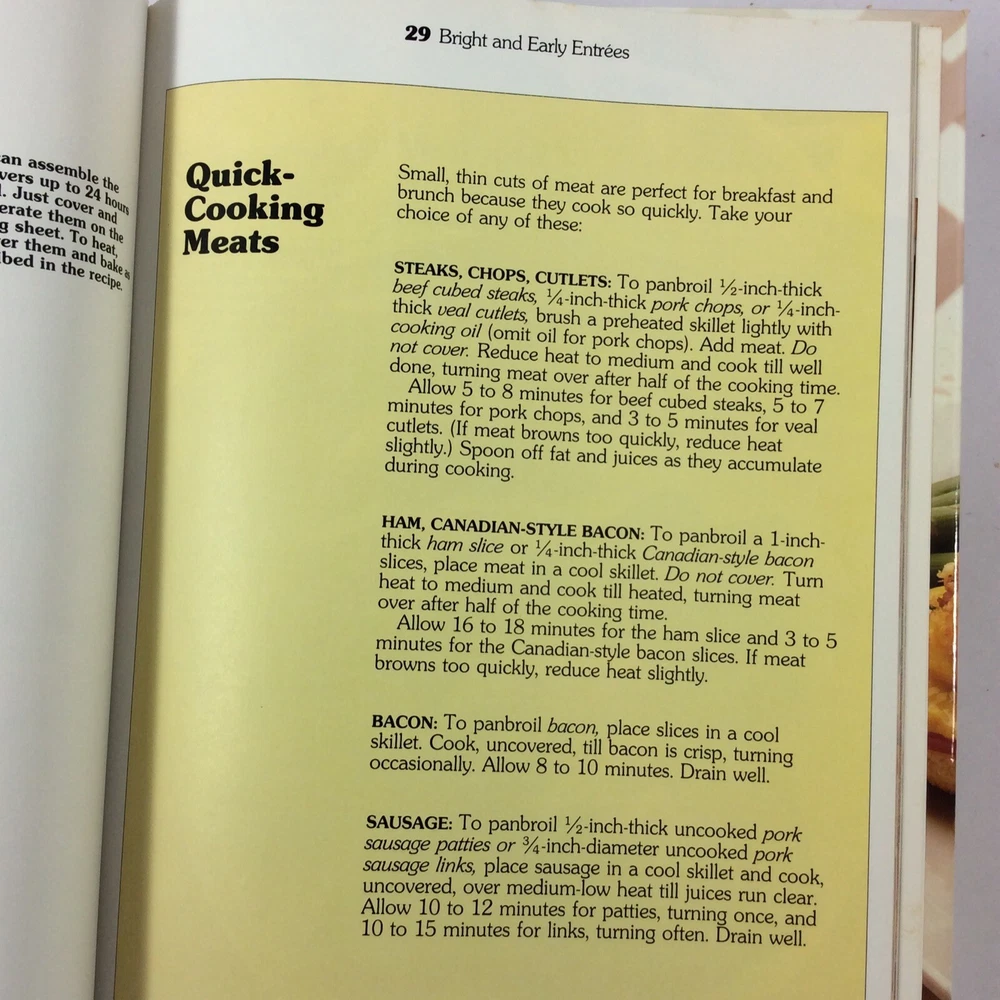 29 Bright and Early Entrées
an assemble the
vers up to 24 hours
. Just cover and
erate them on the
g sheet. To heat,
er them and bake as
bed in the recipe.
Quick-
Cooking
Meats
Small, thin cuts of meat are perfect for breakfast and
brunch because they cook so quickly. Take your
choice of any of these:
STEAKS, CHOPS, CUTLETS: To panbroil ½-inch-thick
beef cubed steaks, ¼-inch-thick pork chops, or ¼-inch-
thick veal cutlets, brush a preheated skillet lightly with
cooking oil (omit oil for pork chops). Add meat. Do
not cover. Reduce heat to medium and cook till well
done, turning meat over after half of the cooking time.
Allow 5 to 8 minutes for beef cubed steaks, 5 to 7
minutes for pork chops, and 3 to 5 minutes for veal
cutlets. (If meat browns too quickly, reduce heat
slightly.) Spoon off fat and juices as they accumulate
during cooking.
HAM, CANADIAN-STYLE BACON: To panbroil a 1-inch-
thick ham slice or ¼-inch-thick Canadian-style bacon
slices, place meat in a cool skillet. Do not cover. Turn
heat to medium and cook till heated, turning meat
over after half of the cooking time.
Allow 16 to 18 minutes for the ham slice and 3 to 5
minutes for the Canadian-style bacon slices. If meat
browns too quickly, reduce heat slightly.
BACON: To panbroil bacon, place slices in a cool
skillet. Cook, uncovered, till bacon is crisp, turning
occasionally. Allow 8 to 10 minutes. Drain well.
SAUSAGE: To panbroil ½-inch-thick uncooked pork
sausage patties or ¾-inch-diameter uncooked pork
sausage links, place sausage in a cool skillet and cook,
uncovered, over medium-low heat till juices run clear.
Allow 10 to 12 minutes for patties, turning once, and
10 to 15 minutes for links, turning often. Drain well.